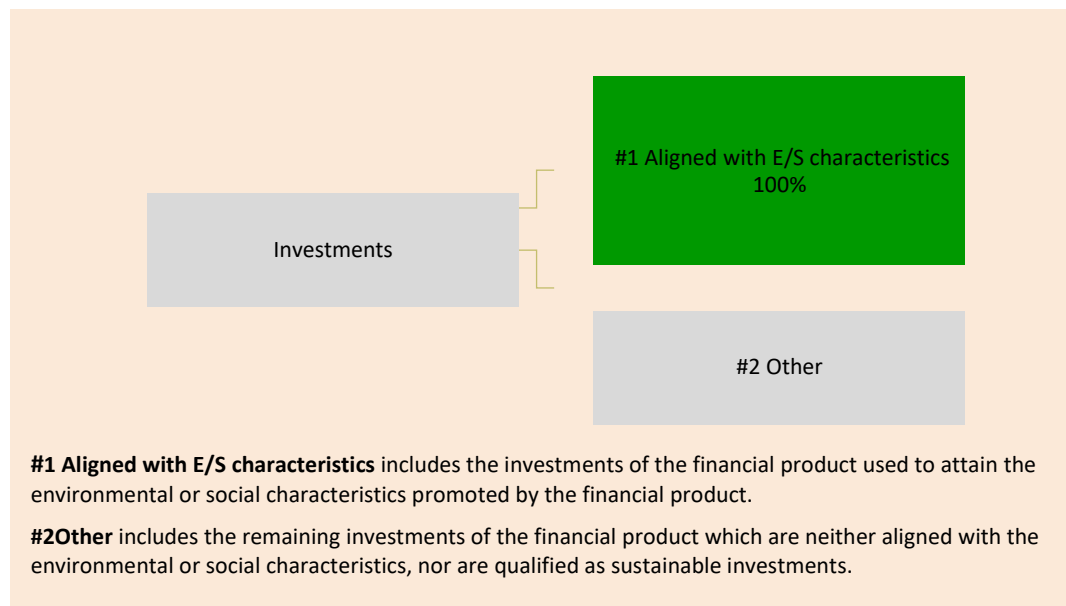 #1 Aligned with E/S characteristics
100%
Investments
#2 Other
#1 Aligned with E/S characteristics includes the investments of the financial product used to attain the
environmental or social characteristics promoted by the financial product.
#2Other includes the remaining investments of the financial product which are neither aligned with the
environmental or social characteristics, nor are qualified as sustainable investments.